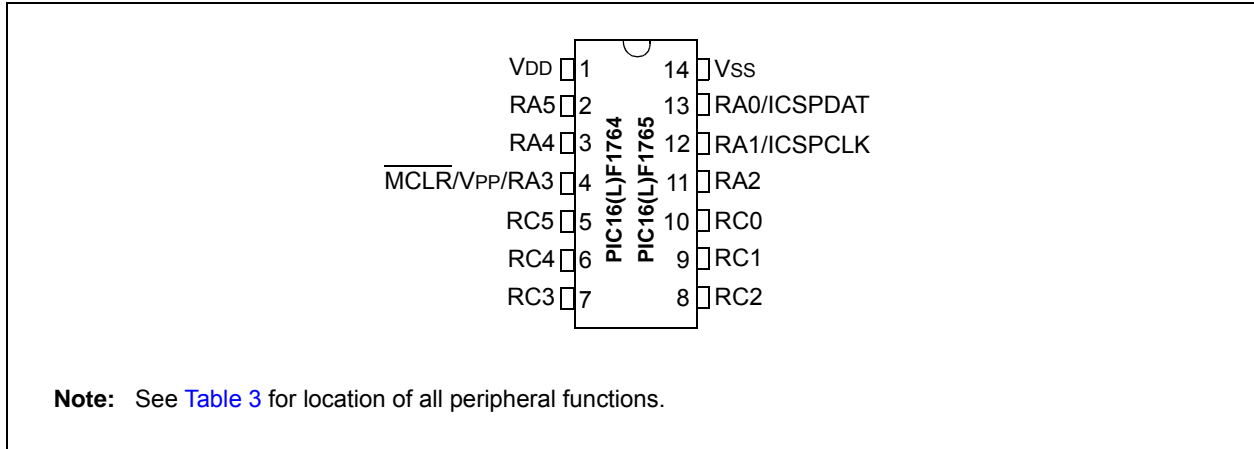 VDD 1 14 VSS
RA5 2 13 RA0/ICSPDAT
RA4 3 12 RA1/ICSPCLK
MCLR/VPP/RA3 4 11 RA2
RC5 5 10 RC0
RC4 6 9 RC1
RC3 7 8 RC2
PIC16(L)F1764
PIC16(L)F1765
Note: See Table 3 for location of all peripheral functions.